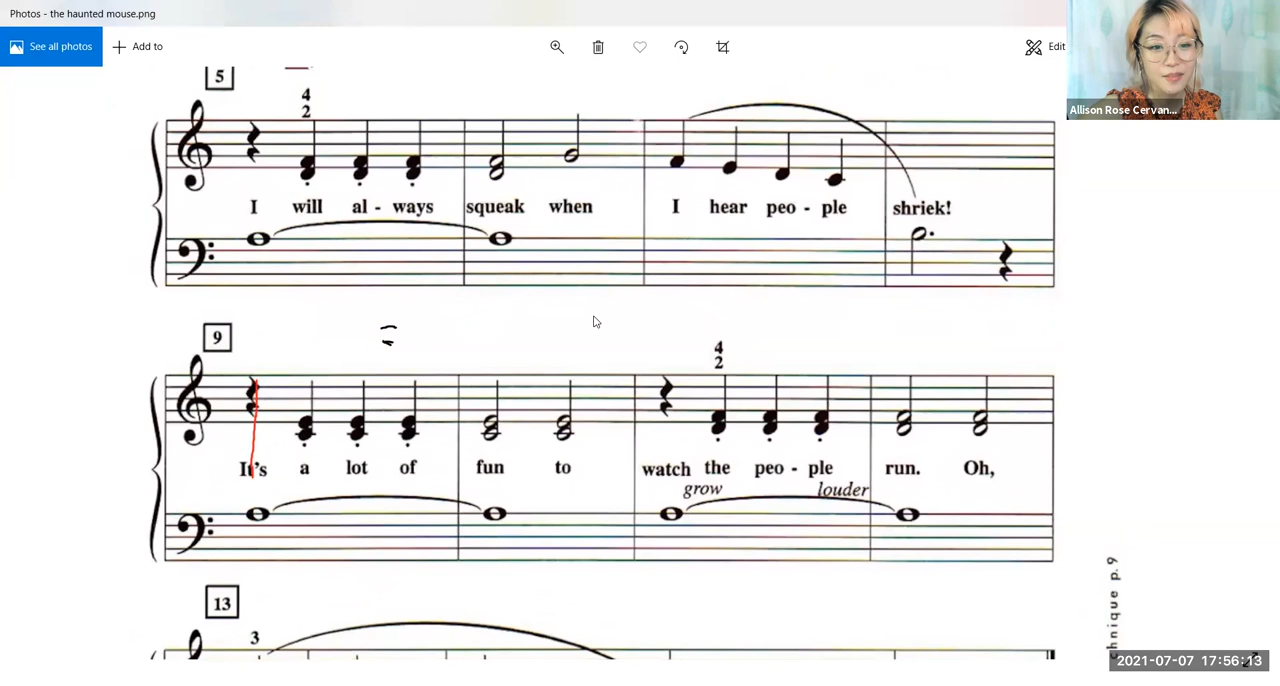 Photos - the haunted mouse.png
See all photos
Add to
Edit
Allison Rose Cervan...
5
4
2
I will al - ways squeak when I hear peo - ple shriek!
9
4
2
It's a lot of fun to watch the peo - ple run. Oh,
grow louder
13
3
chnique p.9
2021-07-07 17:56:13